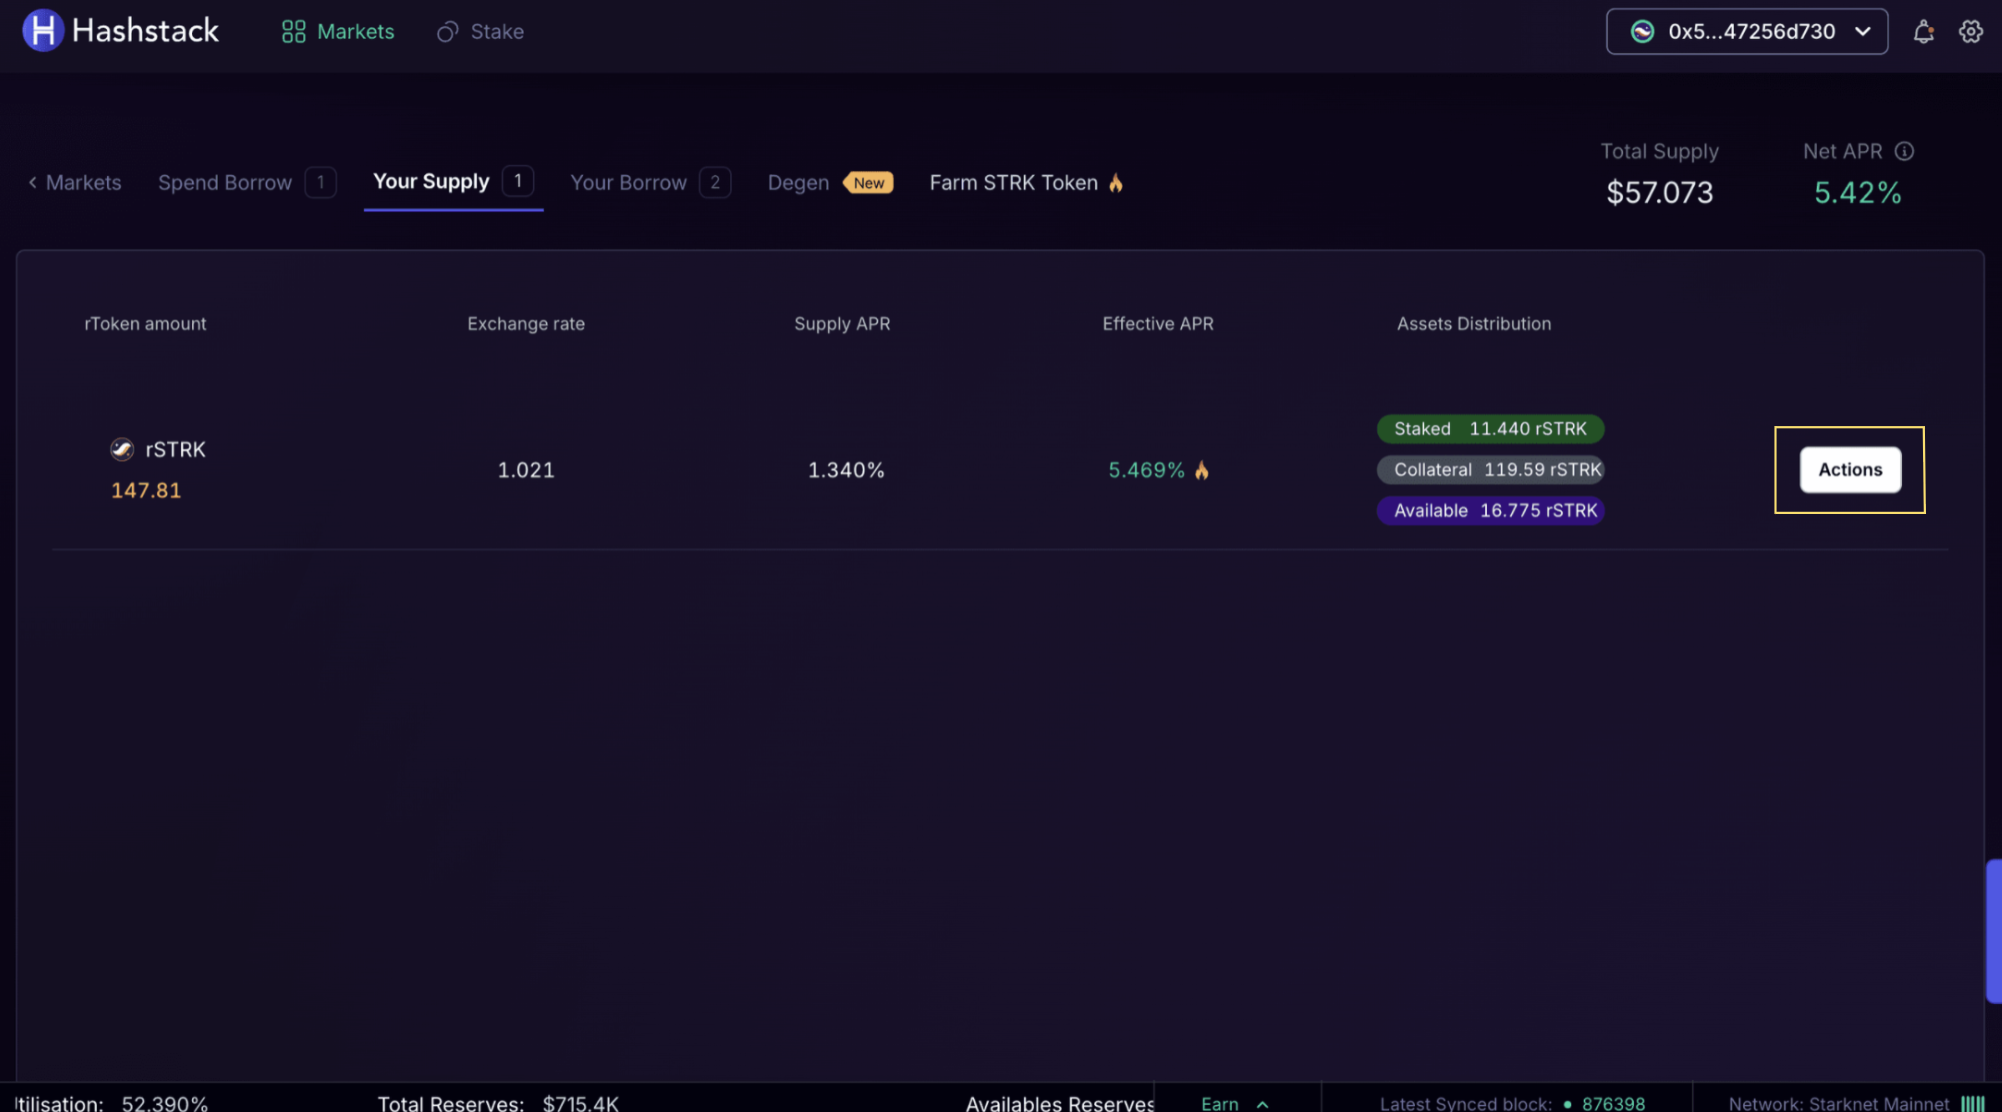 Hashstack Markets Stake 0x5...47256d730
Total Supply Net APR
Markets Spend Borrow 1 Your Supply 1 Your Borrow 2 Degen New Farm STRK Token
$57.073 5.42%
rToken amount Exchange rate Supply APR Effective APR Assets Distribution
Staked 11.440 rSTRK
rSTRK
147.81
1.021 1.340% 5.469% Collateral 119.59 rSTRK Actions
Available 16.775 rSTRK
tilisation: 52.390% Total Reserves: $715.4K Availables Reserves Earn Latest Synced block: 876398 Network: Starknet Mainnet